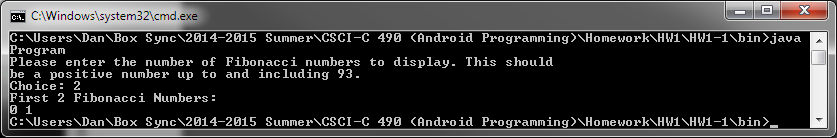 C:\Windows\system32\cmd.exe
C:\Users\Dan\Box Sync\2014-2015 Summer\CSCI-C 490 (Android Programming)\Homework\HW1\HW1-1\bin>java
Program
Please enter the number of Fibonacci numbers to display. This should
be a positive number up to and including 93.
Choice: 2
First 2 Fibonacci Numbers:
0 1
C:\Users\Dan\Box Sync\2014-2015 Summer\CSCI-C 490 (Android Programming)\Homework\HW1\HW1-1\bin>_